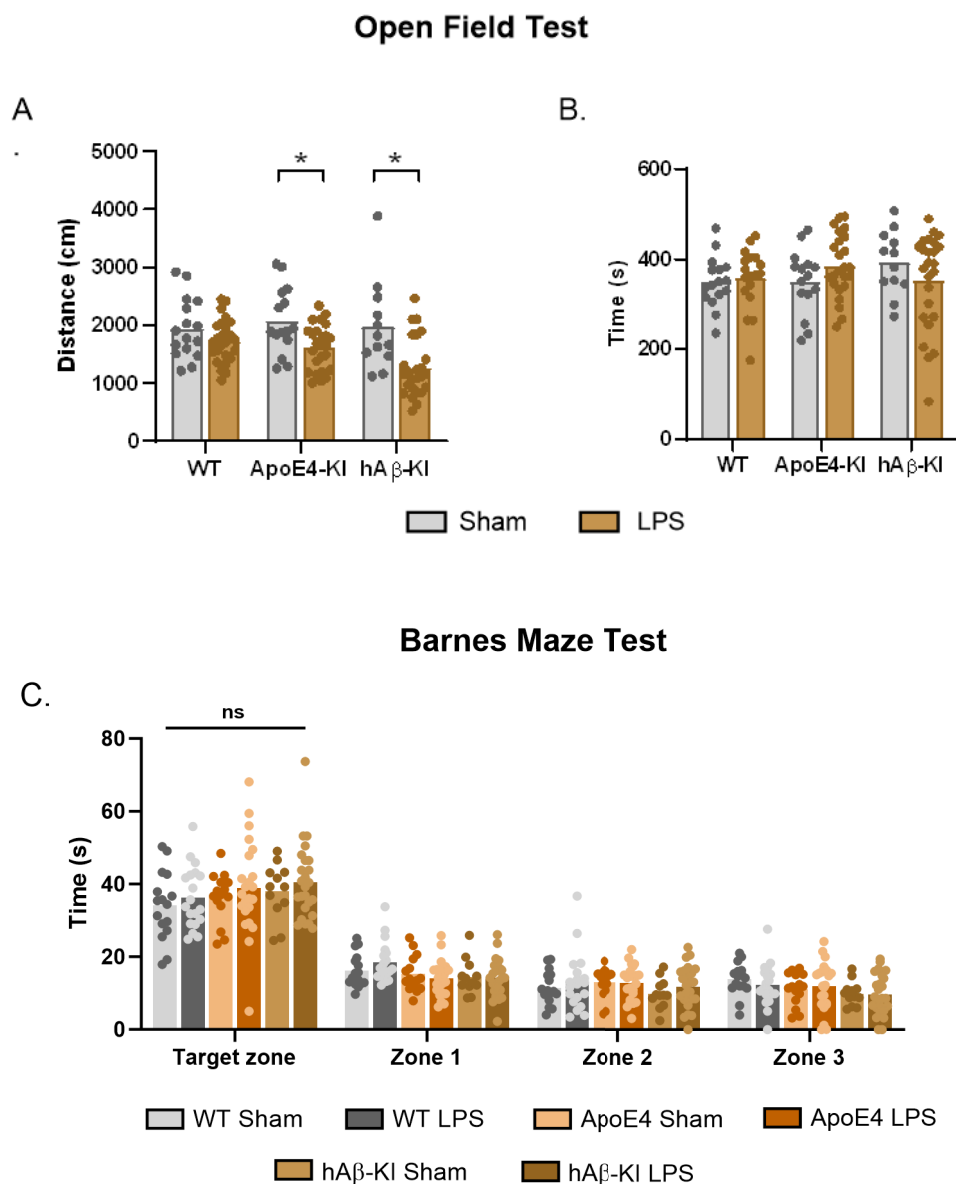 Open Field Test
A
.
B.
5000
4000
3000
2000
1000
0
Distance (cm)
*
*
WT
ApoE4-KI
hAβ-KI
600
400
200
0
Time (s)
WT
ApoE4-KI
hAβ-KI
Sham
LPS
Barnes Maze Test
C.
ns
80
60
40
20
0
Time (s)
Target zone
Zone 1
Zone 2
Zone 3
WT Sham
WT LPS
ApoE4 Sham
ApoE4 LPS
hAβ-KI Sham
hAβ-KI LPS